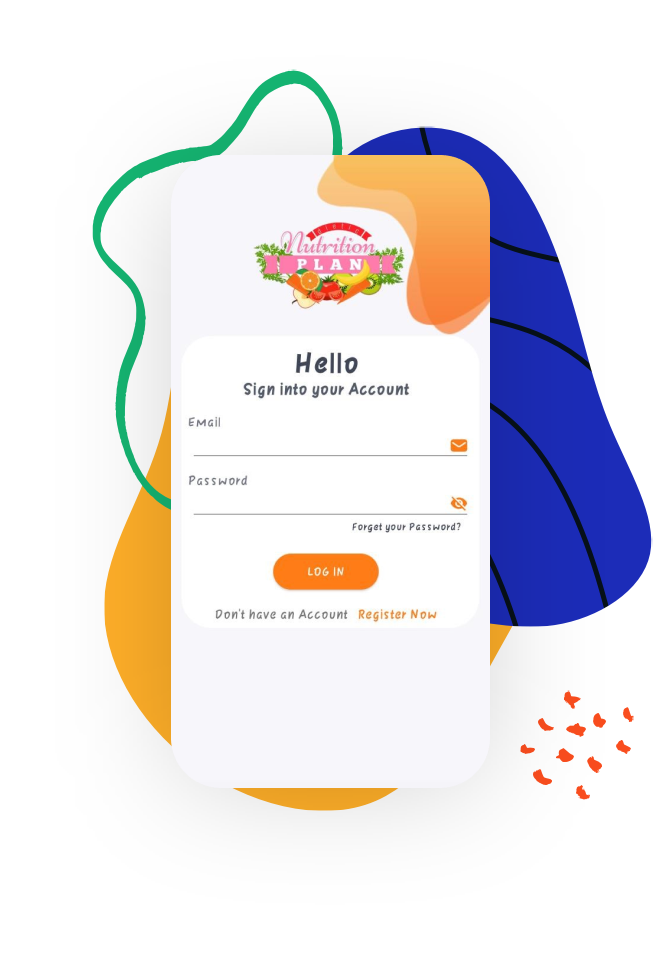 Nutrition
PLAN
Hello
Sign into your Account
Email
Password
Forget your Password?
LOG IN
Don't have an Account Register Now